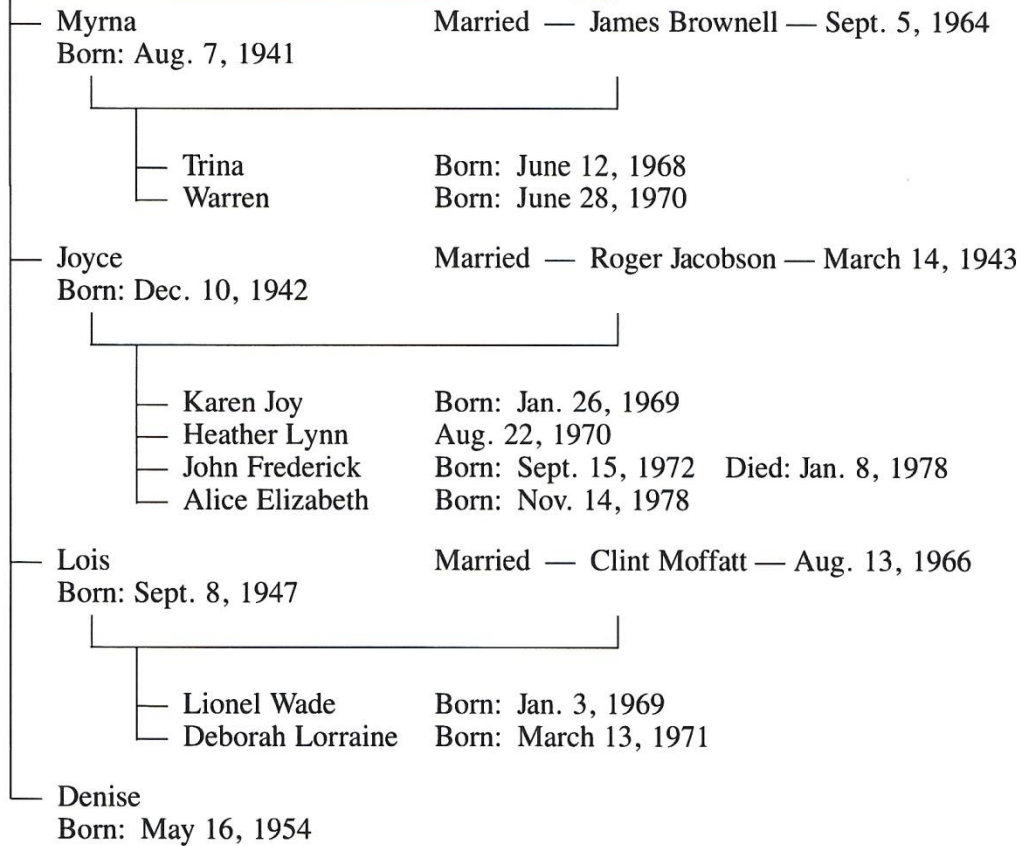 Myrna Married — James Brownell — Sept. 5, 1964
Born: Aug. 7, 1941
Trina Born: June 12, 1968
Warren Born: June 28, 1970
Joyce Married — Roger Jacobson — March 14, 1943
Born: Dec. 10, 1942
Karen Joy Born: Jan. 26, 1969
Heather Lynn Aug. 22, 1970
John Frederick Born: Sept. 15, 1972 Died: Jan. 8, 1978
Alice Elizabeth Born: Nov. 14, 1978
Lois Married — Clint Moffatt — Aug. 13, 1966
Born: Sept. 8, 1947
Lionel Wade Born: Jan. 3, 1969
Deborah Lorraine Born: March 13, 1971
Denise
Born: May 16, 1954